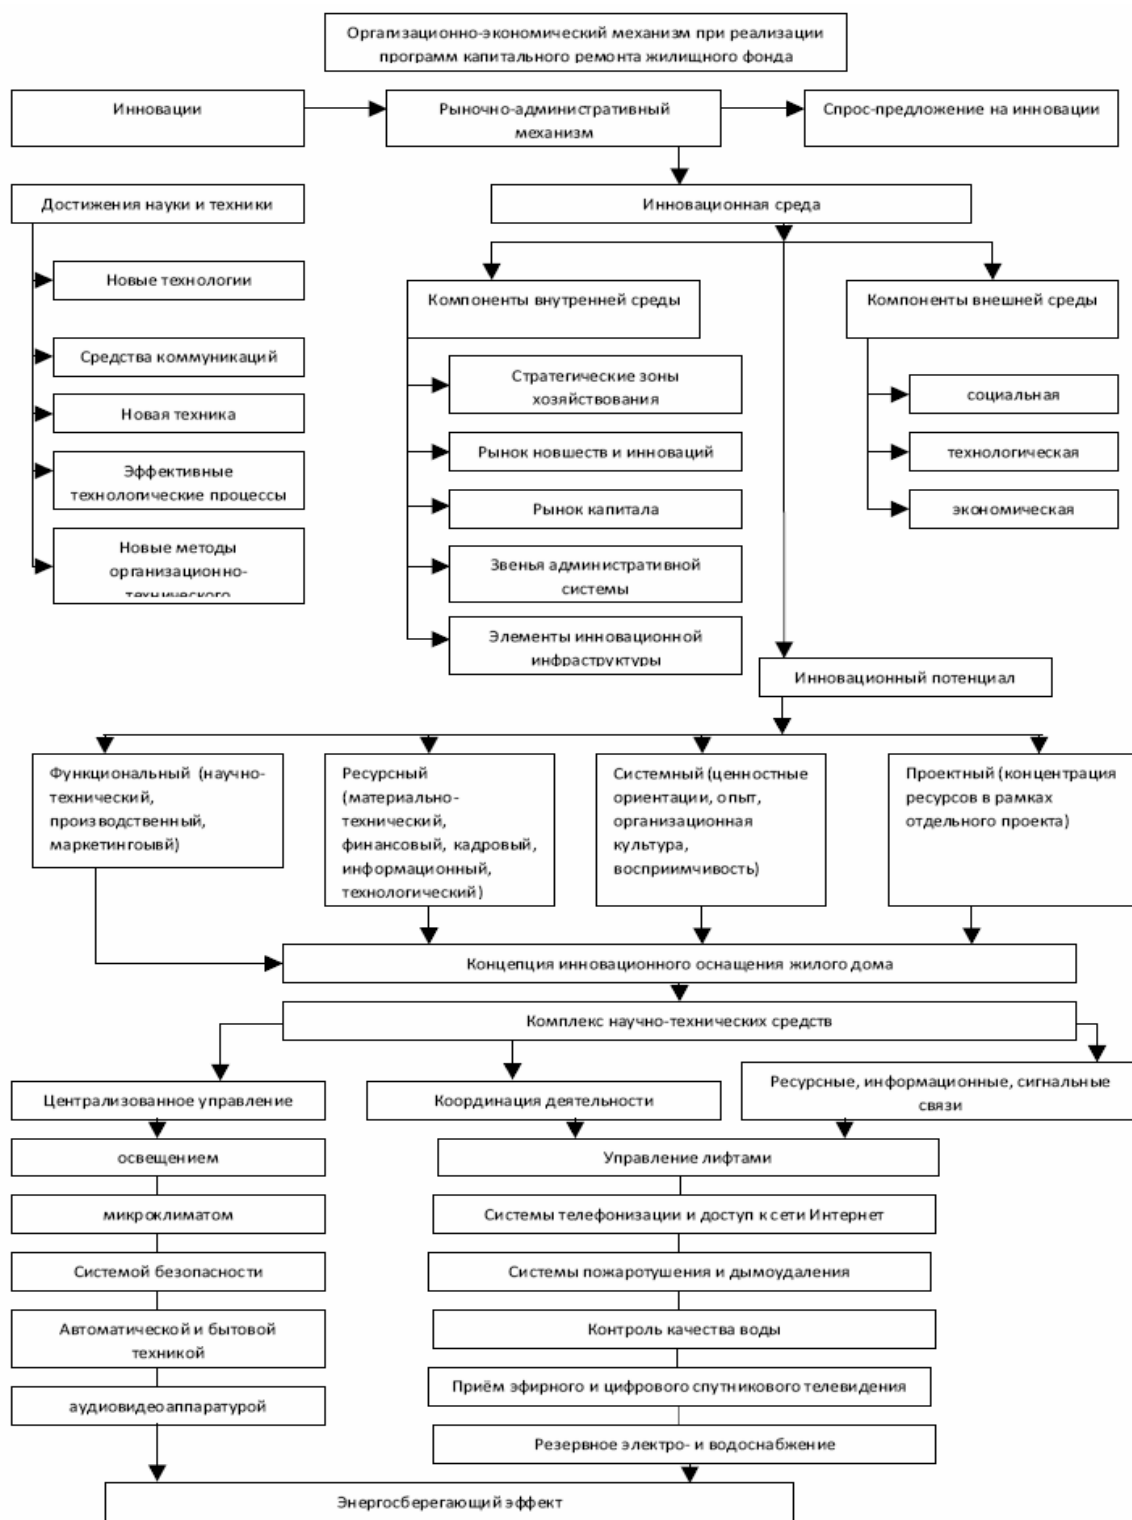 Организационно-экономический механизм при реализации
программ капитального ремонта жилищного фонда
Инновации
Рыночно-административный
механизм
Спрос-предложение на инновации
Достижения науки и техники
Инновационная среда
Новые технологии
Средства коммуникаций
Новая техника
Эффективные
технологические процессы
Новые методы
организационно-
технического
Компоненты внутренней среды
Стратегические зоны
хозяйствования
Рынок новшеств и инноваций
Рынок капитала
Звенья административной
системы
Элементы инновационной
инфраструктуры
Компоненты внешней среды
социальная
технологическая
экономическая
Инновационный потенциал
Функциональный (научно-
технический,
производственный,
маркетингоывй)
Ресурсный
(материально-
технический,
финансовый, кадровый,
информационный,
технологический)
Системный (ценностные
ориентации, опыт,
организационная
культура,
восприимчивость)
Проектный (концентрация
ресурсов в рамках
отдельного проекта)
Концепция инновационного оснащения жилого дома
Комплекс научно-технических средств
Централизованное управление
Координация деятельности
Ресурсные, информационные, сигнальные
связи
освещением
микроклиматом
Системой безопасности
Автоматической и бытовой
техникой
аудиовидеоаппаратурой
Управление лифтами
Системы телефонизации и доступ к сети Интернет
Системы пожаротушения и дымоудаления
Контроль качества воды
Приём эфирного и цифрового спутникового телевидения
Резервное электро- и водоснабжение
Энергосберегающий эффект